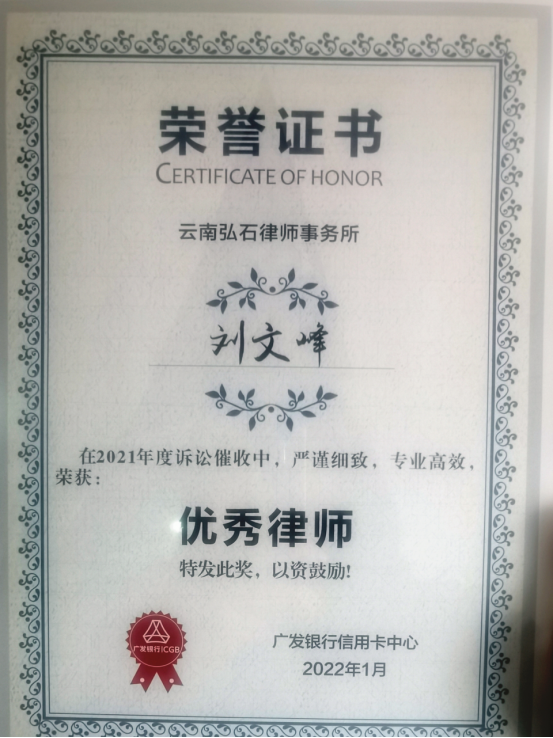 荣誉证书
CERTIFICATE OF HONOR
云南弘石律师事务所
刘文峰
在2021年度诉讼催收中，严谨细致，专业高效，
荣获：
优秀律师
特发此奖，以资鼓励!
广发银行|CGB
广发银行信用卡中心
2022年1月